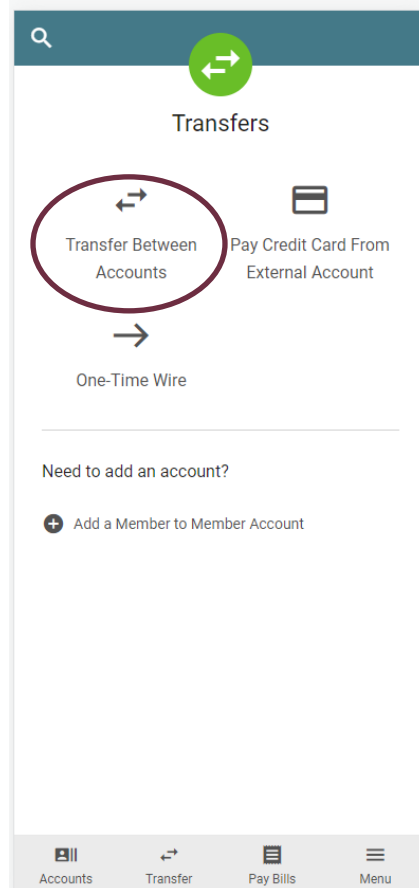 Transfers
Transfer Between
Accounts
Pay Credit Card From
External Account
One-Time Wire
Need to add an account?
Add a Member to Member Account
Accounts
Transfer
Pay Bills
Menu